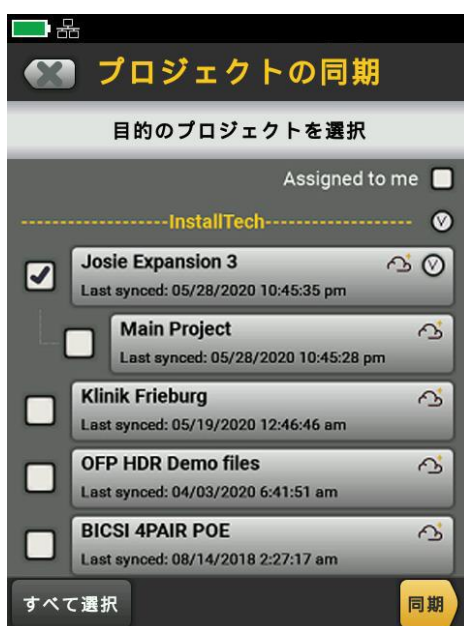 プロジェクトの同期
目的のプロジェクトを選択
Assigned to me
InstallTech
Josie Expansion 3
Last synced: 05/28/2020 10:45:35 pm
Main Project
Last synced: 05/28/2020 10:45:28 pm
Klinik Frieburg
Last synced: 05/19/2020 12:46:46 am
OFP HDR Demo files
Last synced: 04/03/2020 6:41:51 am
BICSI 4PAIR POE
Last synced: 08/14/2018 2:27:17 am
すべて選択 同期